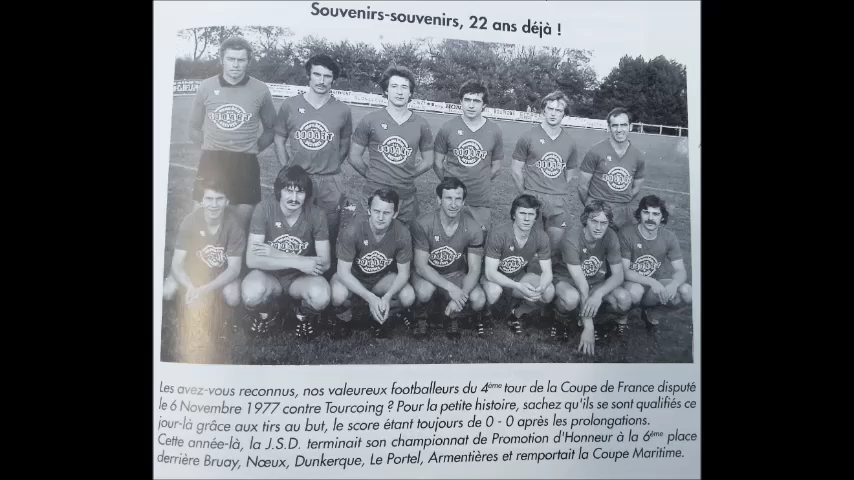 Souvenirs-souvenirs, 22 ans déjà !
Les avez-vous reconnus, nos valeureux footballeurs du 4ème tour de la Coupe de France disputé
le 6 Novembre 1977 contre Tourcoing ? Pour la petite histoire, sachez qu'ils se sont qualifiés ce
jour-là grâce aux tirs au but, le score étant toujours de 0 - 0 après les prolongations.
Cette année-là, la J.S.D. terminait son championnat de Promotion d'Honneur à la 6ème place
derrière Bruay, Nœux, Dunkerque, Le Portel, Armentières et remportait la Coupe Maritime.